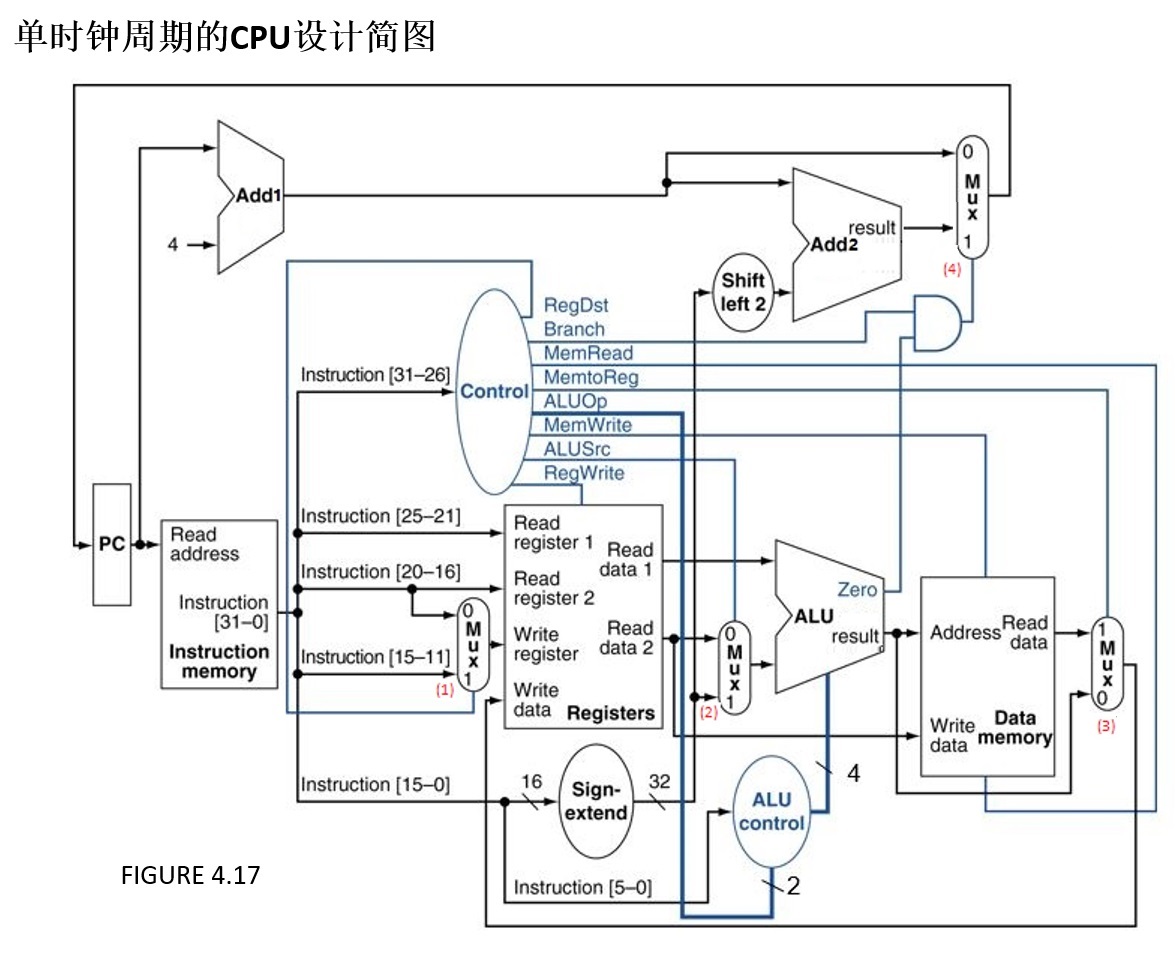 单时钟周期的CPU设计简图
0
M
u
x
1
(4)
Add1
4
Add2
result
Shift
left 2
RegDst
Branch
MemRead
MemtoReg
ALUOp
MemWrite
ALUSrc
RegWrite
Control
Instruction [31–26]
Instruction [25–21]
Instruction [20–16]
Instruction [15–11]
Instruction [15–0]
PC
Read
address
Instruction
[31–0]
Instruction
memory
0
M
u
x
1
(1)
Read
register 1
Read
register 2
Write
register
Write
data
Read
data 1
Read
data 2
Registers
0
M
u
x
1
(2)
Zero
ALU
result
Address
Read
data
Write
data
Data
memory
1
M
u
x
0
(3)
16
Sign-
extend
32
ALU
control
4
2
Instruction [5–0]
FIGURE 4.17